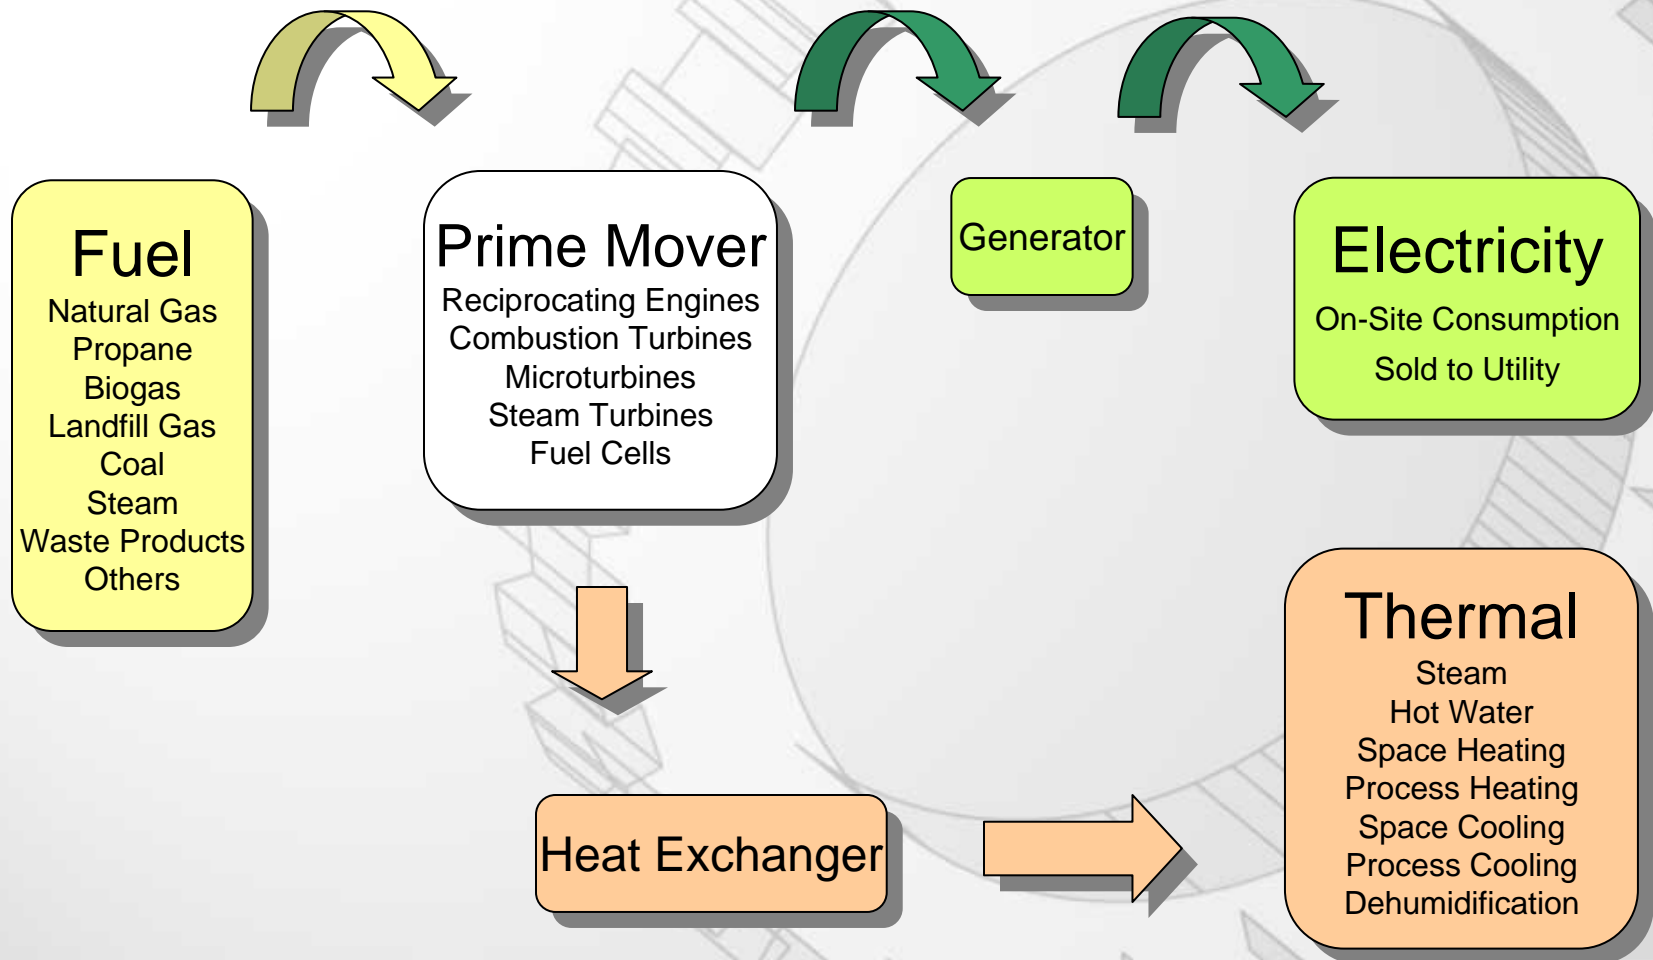 Fuel
Natural Gas
Propane
Biogas
Landfill Gas
Coal
Steam
Waste Products
Others
Prime Mover
Reciprocating Engines
Combustion Turbines
Microturbines
Steam Turbines
Fuel Cells
Generator
Electricity
On-Site Consumption
Sold to Utility
Heat Exchanger
Thermal
Steam
Hot Water
Space Heating
Process Heating
Space Cooling
Process Cooling
Dehumidification